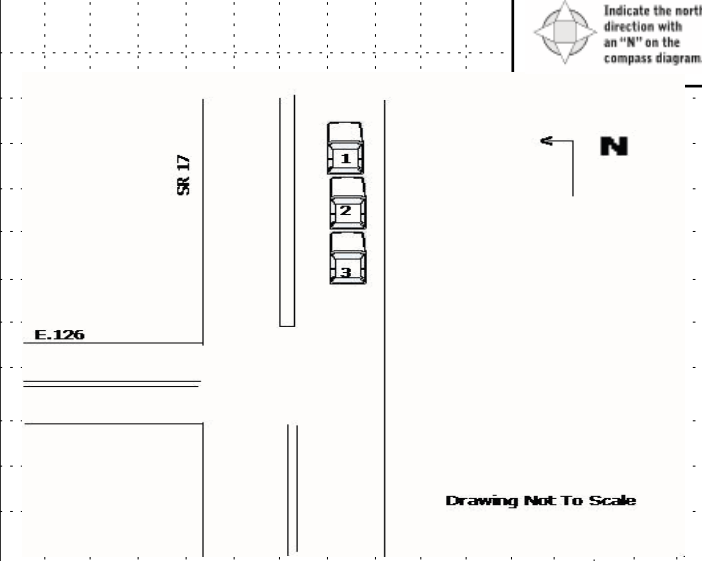 Indicate the north
direction with
an "N" on the
compass diagram.
SR 17
1
N
2
3
E.126
Drawing Not To Scale